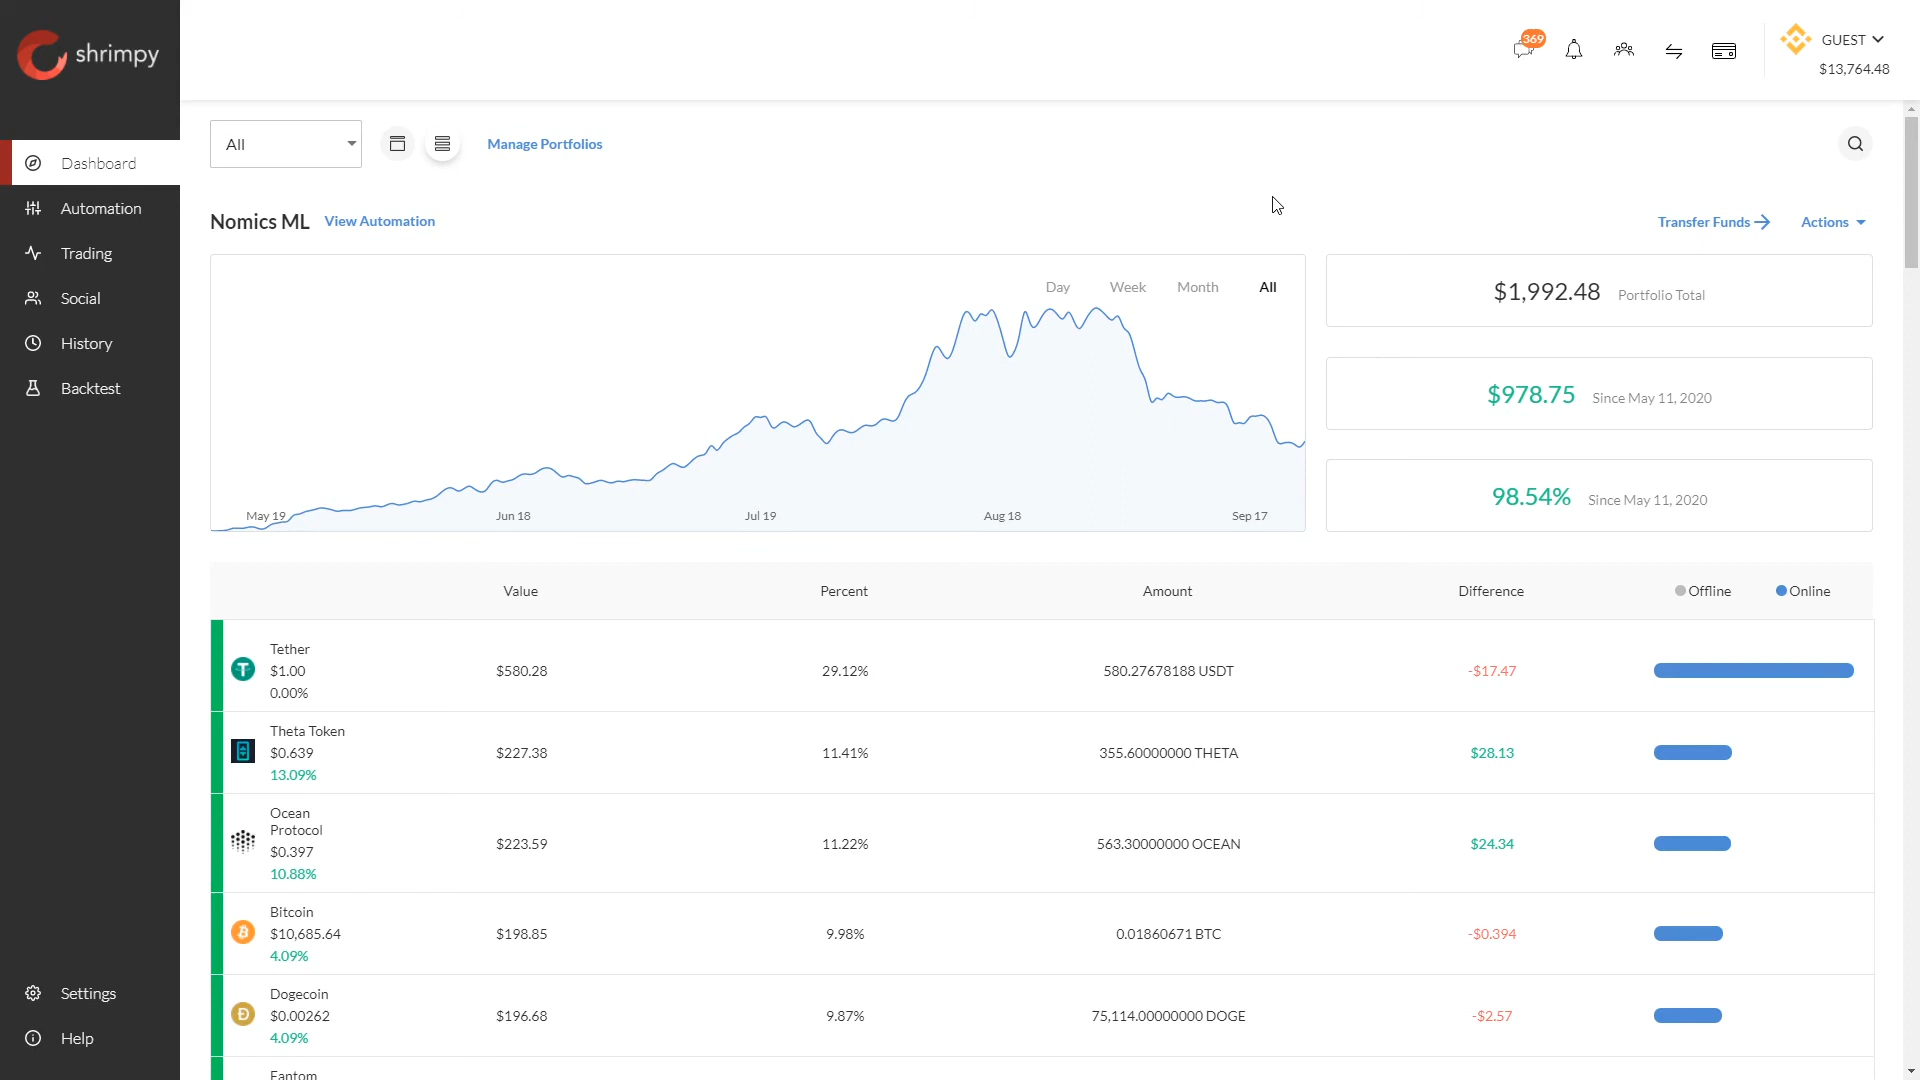 shrimpy
369
GUEST
$13,764.48
Dashboard
Automation
Trading
Social
History
Backtest
Settings
Help
All
Manage Portfolios
Nomics ML View Automation
Transfer Funds Actions
Day Week Month All
May 19 Jun 18 Jul 19 Aug 18 Sep 17
$1,992.48 Portfolio Total
$978.75 Since May 11, 2020
98.54% Since May 11, 2020
Value Percent Amount Difference Offline Online
Tether
$1.00
0.00%
$580.28 29.12% 580.27678188 USDT -$17.47
Theta Token
$0.639
13.09%
$227.38 11.41% 355.60000000 THETA $28.13
Ocean
Protocol
$0.397
10.88%
$223.59 11.22% 563.30000000 OCEAN $24.34
Bitcoin
$10,685.64
4.09%
$198.85 9.98% 0.01860671 BTC -$0.394
Dogecoin
$0.00262
4.09%
$196.68 9.87% 75,114.00000000 DOGE -$2.57
Fantom